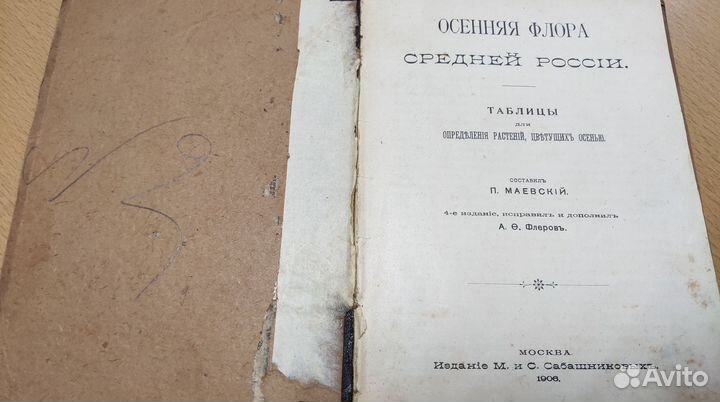 ОСЕННЯЯ ФЛОРА
СРЕДНЕЙ РОССІИ.
ТАБЛИЦЫ
ДЛЯ
ОПРЕДѢЛЕНІЯ РАСТЕНІЙ, ЦВѢТУЩИХЪ ОСЕНЬЮ.
СОСТАВИЛЪ
П. МАЕВСКІЙ.
4-е изданіе, исправилъ и дополнилъ
А. Ѳ. Флеровъ.
МОСКВА.
Изданіе М. и С. Сабашниковыхъ.
1906.
Avito